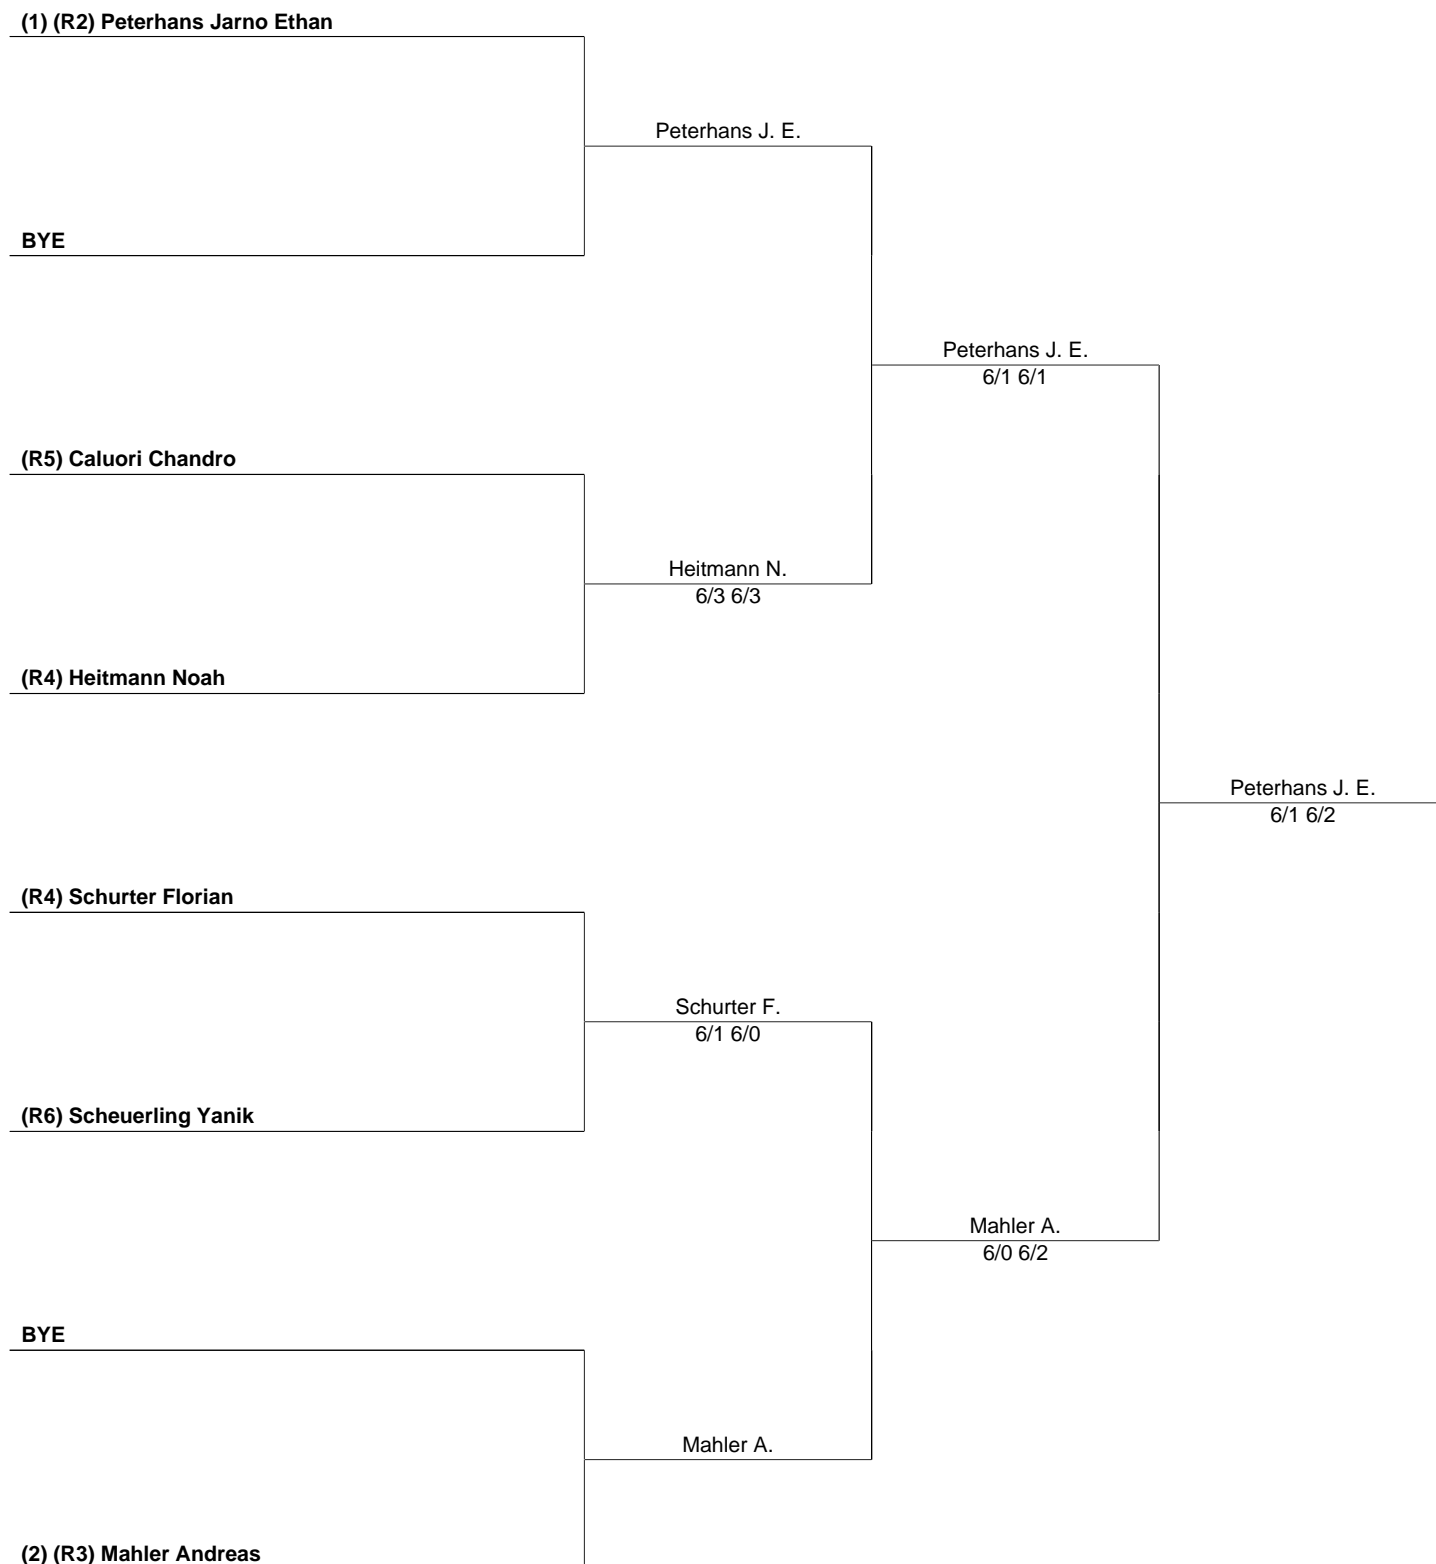 (1) (R2) Peterhans Jarno Ethan
Peterhans J. E.
BYE
Peterhans J. E.
6/1 6/1
(R5) Caluori Chandro
Heitmann N.
6/3 6/3
(R4) Heitmann Noah
Peterhans J. E.
6/1 6/2
(R4) Schurter Florian
Schurter F.
6/1 6/0
(R6) Scheuerling Yanik
Mahler A.
6/0 6/2
BYE
Mahler A.
(2) (R3) Mahler Andreas